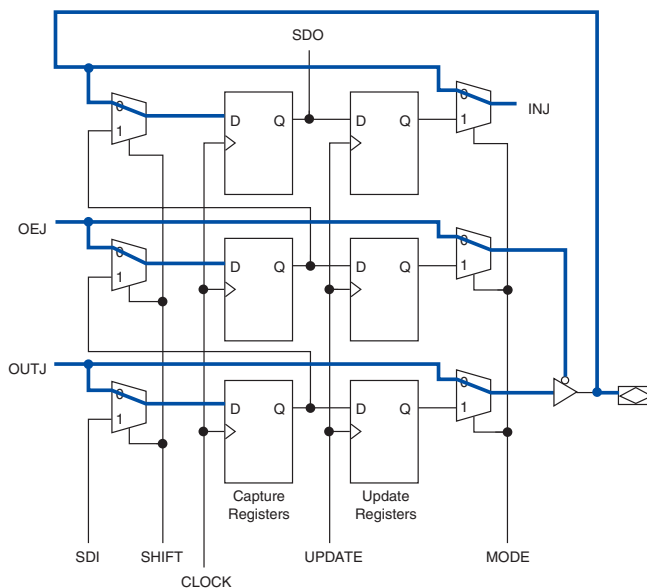 SDO
0
1
D Q
D Q
0
1
INJ
OEJ
0
1
D Q
D Q
0
1
OUTJ
0
1
D Q
D Q
0
1
Capture
Registers
Update
Registers
SDI
SHIFT
CLOCK
UPDATE
MODE